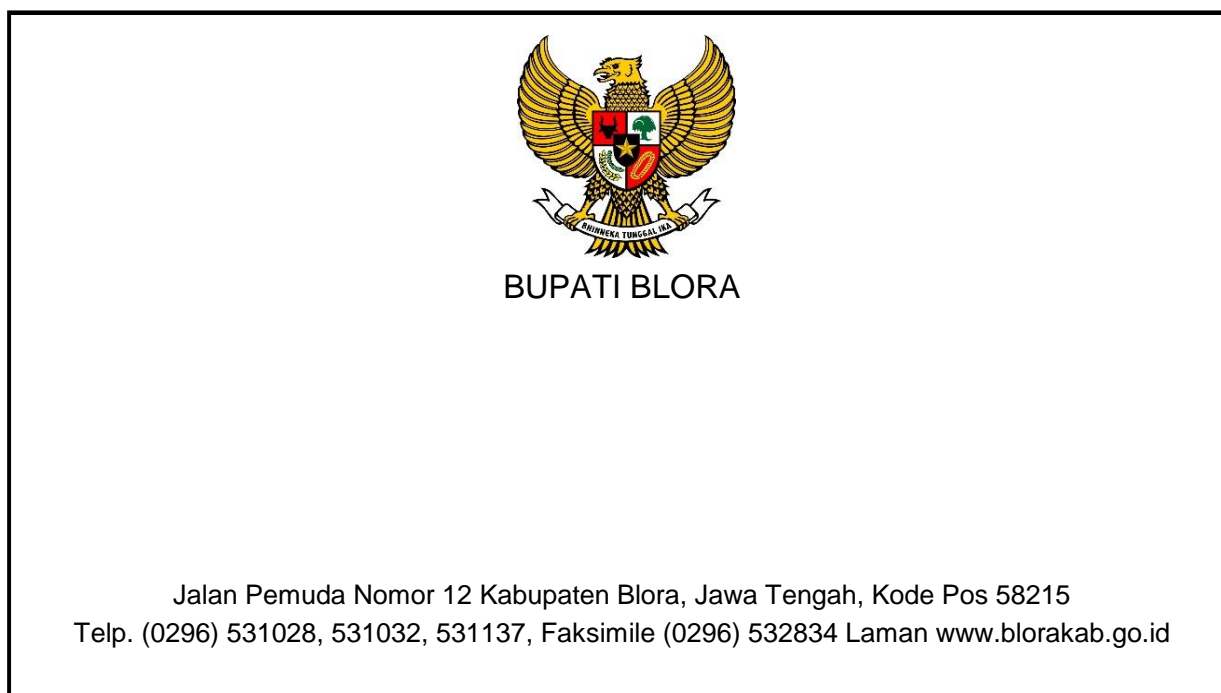 BHINNEKA TUNGGAL IKA
BUPATI BLORA
Jalan Pemuda Nomor 12 Kabupaten Blora, Jawa Tengah, Kode Pos 58215
Telp. (0296) 531028, 531032, 531137, Faksimile (0296) 532834 Laman www.blorakab.go.id